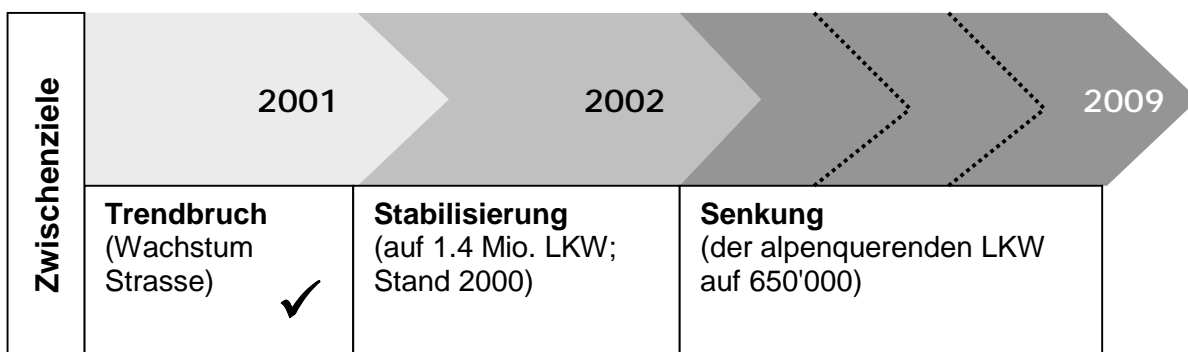 Zwischenziele
2001
2002
2009
Trendbruch
(Wachstum
Strasse)
Stabilisierung
(auf 1.4 Mio. LKW;
Stand 2000)
Senkung
(der alpenquerenden LKW
auf 650'000)